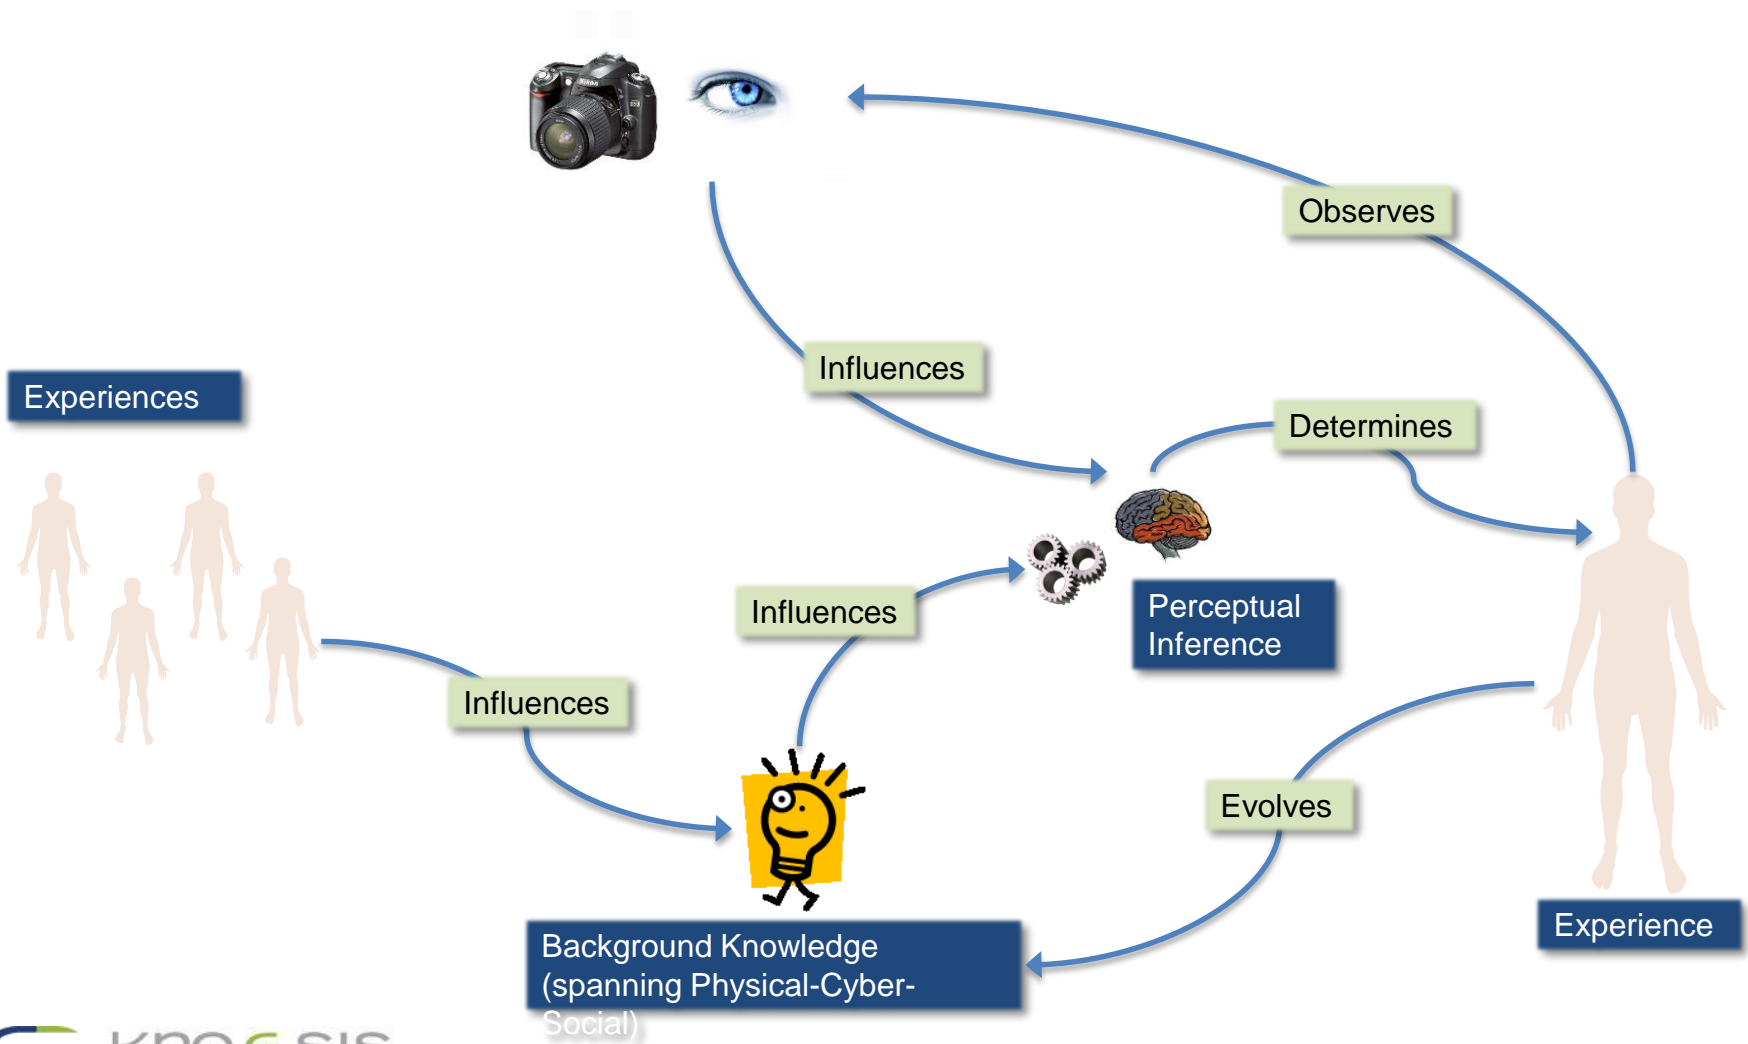 Observes
Influences
Experiences
Determines
Influences
Perceptual
Inference
Influences
Evolves
Experience
Background Knowledge
(spanning Physical-Cyber-
Social)